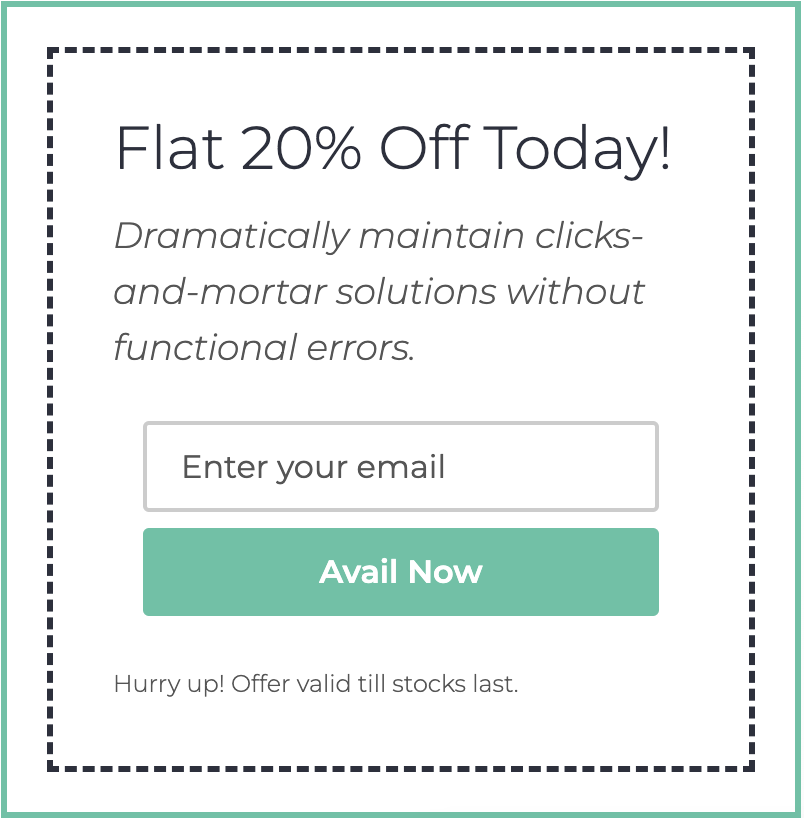 Flat 20% Off Today!
Dramatically maintain clicks-
and-mortar solutions without
functional errors.
Enter your email
Avail Now
Hurry up! Offer valid till stocks last.